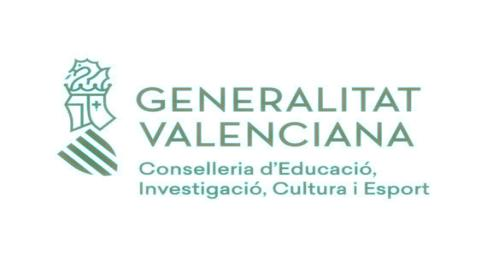 GENERALITAT
VALENCIANA
Conselleria d'Educació,
Investigació, Cultura i Esport